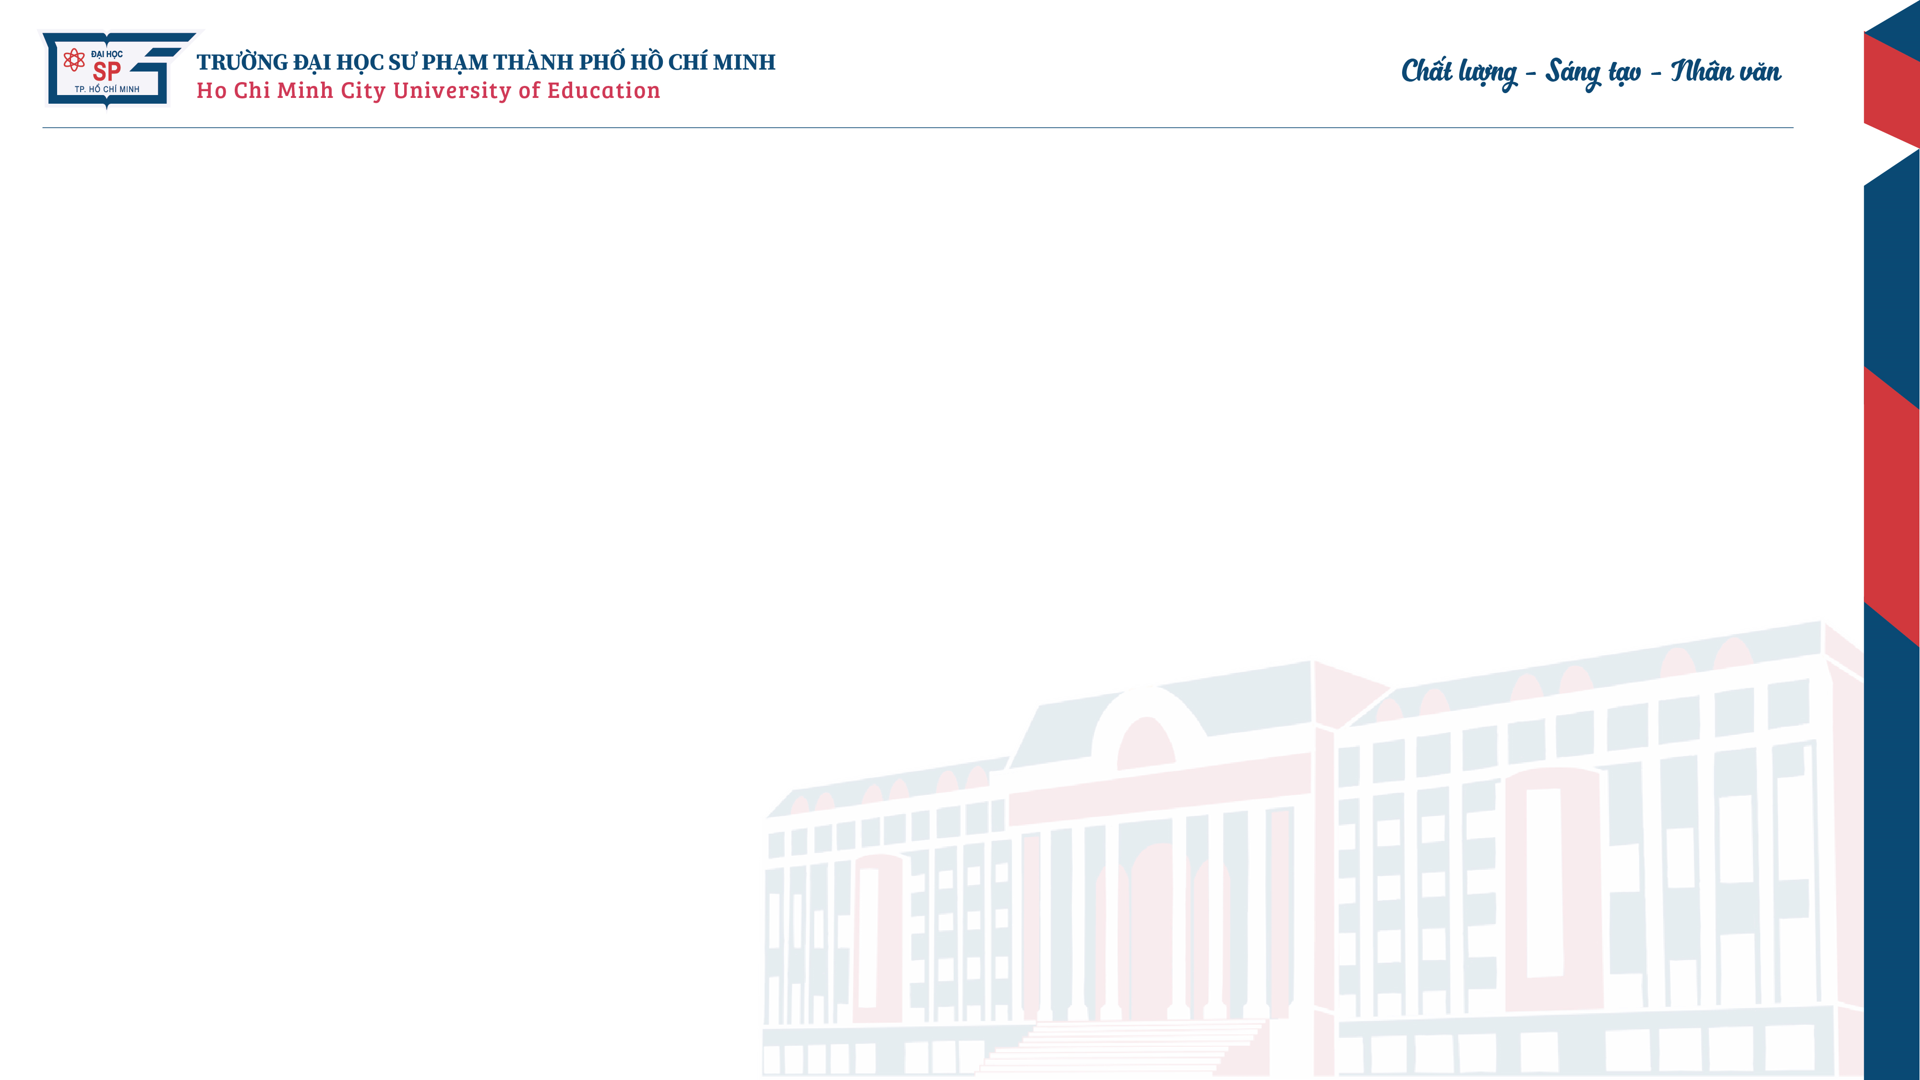 ĐẠI HỌC
SP
TP. HỒ CHÍ MINH
TRƯỜNG ĐẠI HỌC SƯ PHẠM THÀNH PHỐ HỒ CHÍ MINH
Ho Chi Minh City University of Education
Chất lượng - Sáng tạo - Nhân văn